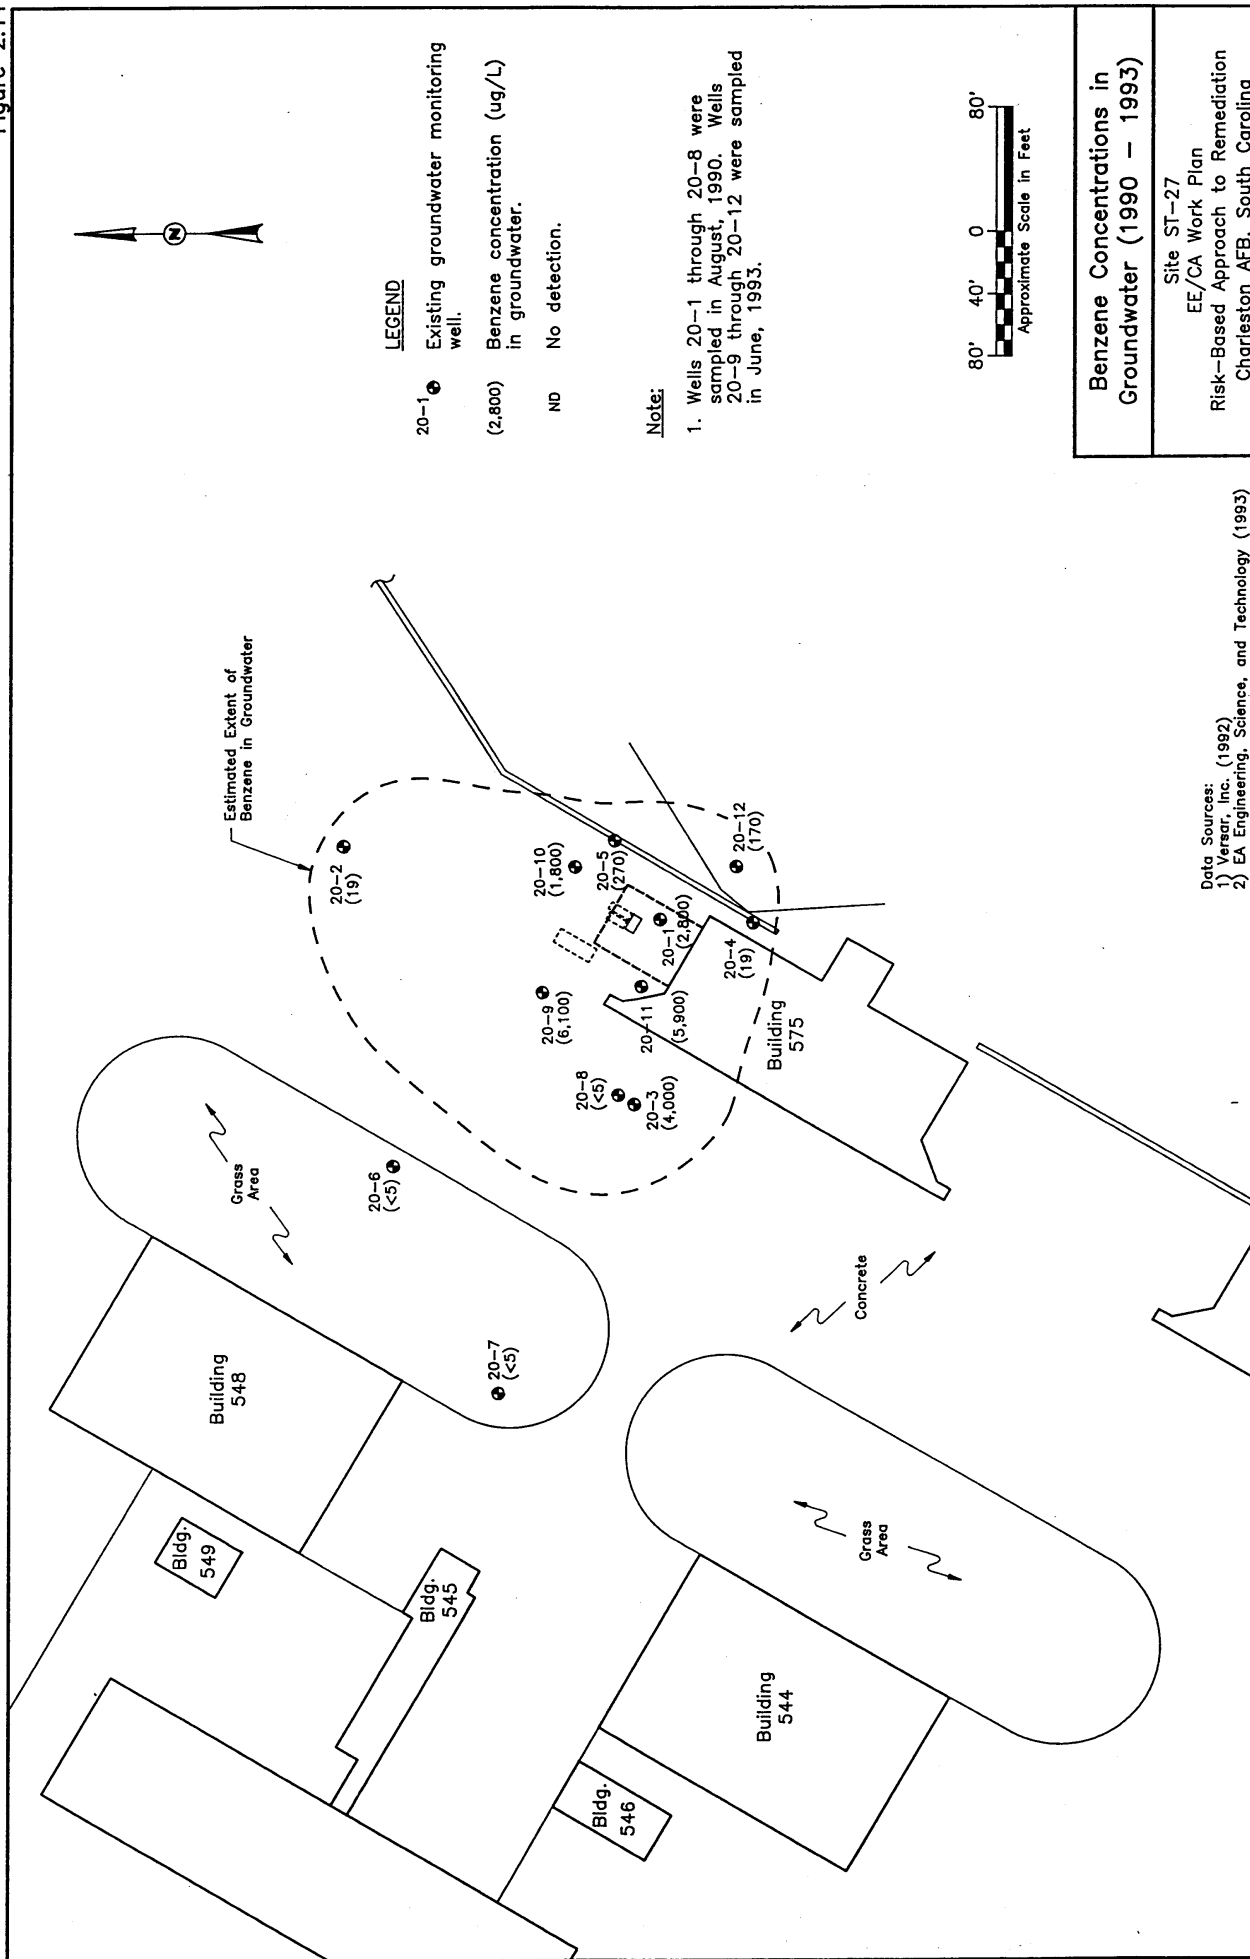 Figure 2.11
N
LEGEND
20-1
Existing groundwater monitoring
well.
(2,800)
Benzene concentration (ug/L)
in groundwater.
ND
No detection.
Note:
1. Wells 20-1 through 20-8 were
sampled in August, 1990. Wells
20-9 through 20-12 were sampled
in June, 1993.
80'
40'
0
80'
Approximate Scale in Feet
Benzene Concentrations in
Groundwater (1990 - 1993)
Site ST-27
EE/CA Work Plan
Risk-Based Approach to Remediation
Charleston AFB, South Carolina
Data Sources:
1) Versar, Inc. (1992)
2) EA Engineering, Science, and Technology (1993)
Estimated Extent of
Benzene in Groundwater
20-2
(19)
20-10
(1,800)
20-5
(270)
20-12
(170)
20-1
(2,800)
20-4
(19)
20-9
(6,100)
20-11
(5,900)
Building
575
20-8
(<5)
20-3
(4,000)
Grass
Area
20-6
(<5)
20-7
(<5)
Concrete
Building
548
Bldg.
549
Bldg.
545
Grass
Area
Building
544
Bldg.
546